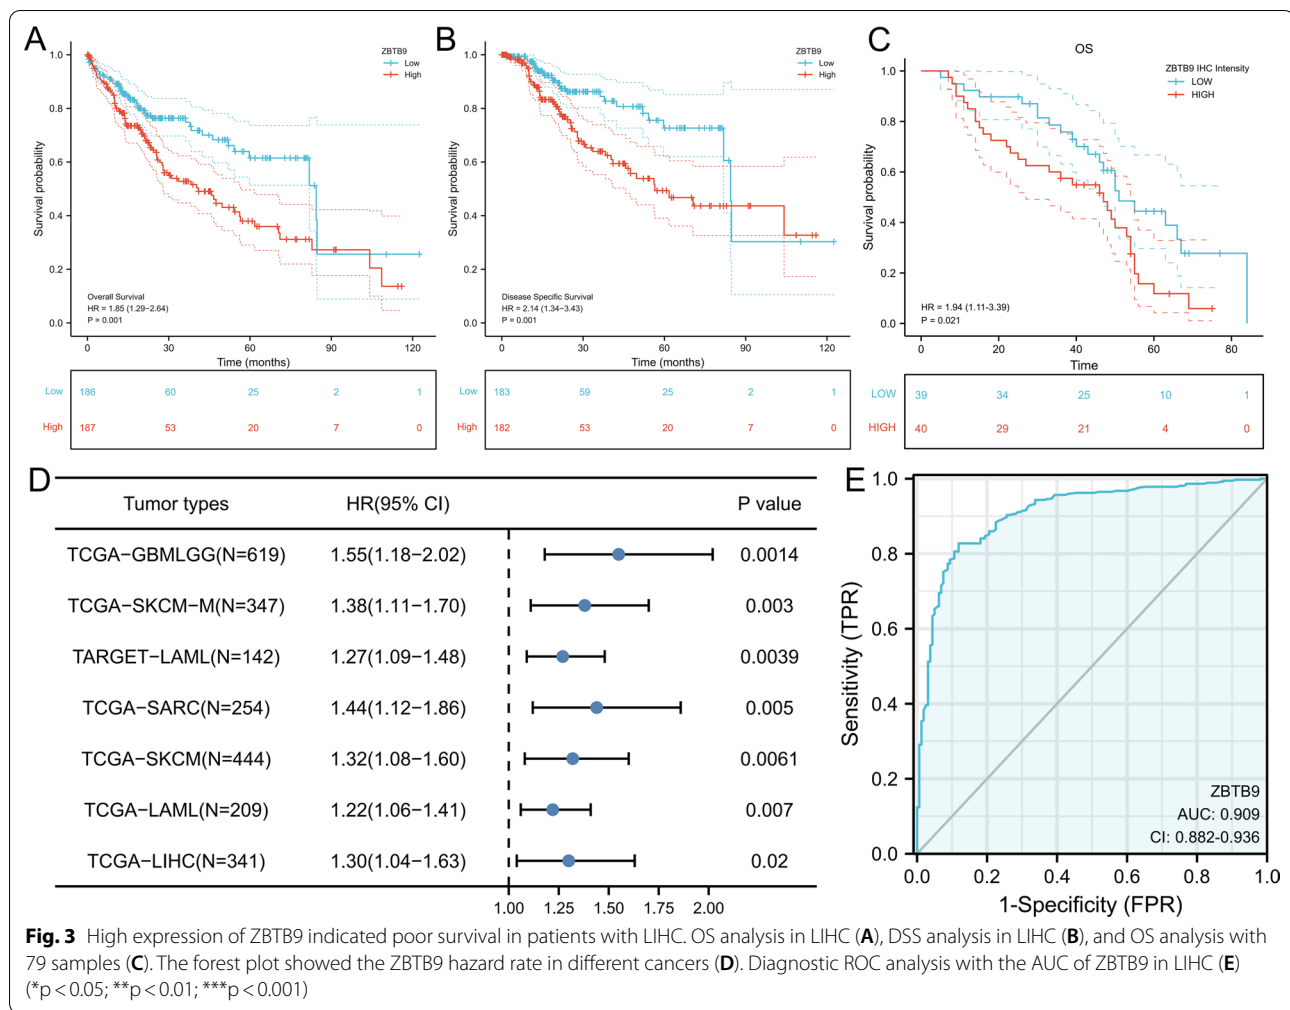 A
ZBTB9
Low
High
Survival probability
1.0
0.8
0.6
0.4
0.2
0.0
Overall Survival
HR = 1.85 (1.29−2.64)
P = 0.001
0 30 60 90 120
Time (months)
Low 186 60 25 2 1
High 187 53 20 7 0
B
ZBTB9
Low
High
Survival probability
1.0
0.8
0.6
0.4
0.2
0.0
Disease Specific Survival
HR = 2.14 (1.34−3.43)
P = 0.001
0 30 60 90 120
Time (months)
Low 183 59 25 2 1
High 182 53 20 7 0
C
OS
ZBTB9 IHC Intensity
LOW
HIGH
Survival probability
1.0
0.8
0.6
0.4
0.2
0.0
HR = 1.94 (1.11-3.39)
P = 0.021
0 20 40 60 80
Time
LOW 39 34 25 10 1
HIGH 40 29 21 4 0
D
Tumor types HR(95% CI) P value
TCGA−GBMLGG(N=619) 1.55(1.18−2.02) 0.0014
TCGA−SKCM−M(N=347) 1.38(1.11−1.70) 0.003
TARGET−LAML(N=142) 1.27(1.09−1.48) 0.0039
TCGA−SARC(N=254) 1.44(1.12−1.86) 0.005
TCGA−SKCM(N=444) 1.32(1.08−1.60) 0.0061
TCGA−LAML(N=209) 1.22(1.06−1.41) 0.007
TCGA−LIHC(N=341) 1.30(1.04−1.63) 0.02
1.00 1.25 1.50 1.75 2.00
E
Sensitivity (TPR)
1.0
0.8
0.6
0.4
0.2
0.0
ZBTB9
AUC: 0.909
CI: 0.882-0.936
0.0 0.2 0.4 0.6 0.8 1.0
1-Specificity (FPR)
Fig. 3 High expression of ZBTB9 indicated poor survival in patients with LIHC. OS analysis in LIHC (A), DSS analysis in LIHC (B), and OS analysis with
79 samples (C). The forest plot showed the ZBTB9 hazard rate in different cancers (D). Diagnostic ROC analysis with the AUC of ZBTB9 in LIHC (E)
(*p < 0.05; **p < 0.01; ***p < 0.001)